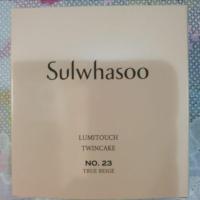 Sulwhasoo
LUMITOUCH
TWINCAKE
NO. 23
TRUE BEIGE